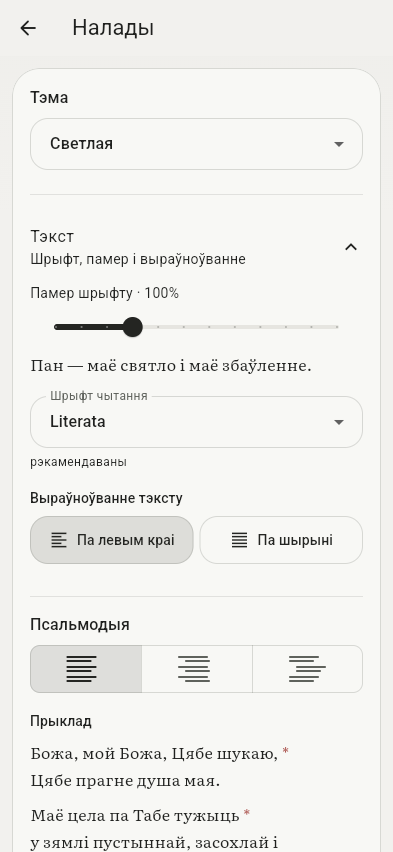 Налады
Тэма
Светлая
Тэкст
Шрыфт, памер і выраўноўванне
Памер шрыфту · 100%
Пан — маё святло і маё збаўленне.
Шрыфт чытання
Literata
рэкамендаваны
Выраўноўванне тэксту
Па левым краі
Па шырыні
Псальмодыя
Прыклад
Божа, мой Божа, Цябе шукаю, *
Цябе прагне душа мая.
Маё цела па Табе тужыць *
у зямлі пустыннай, засохлай і